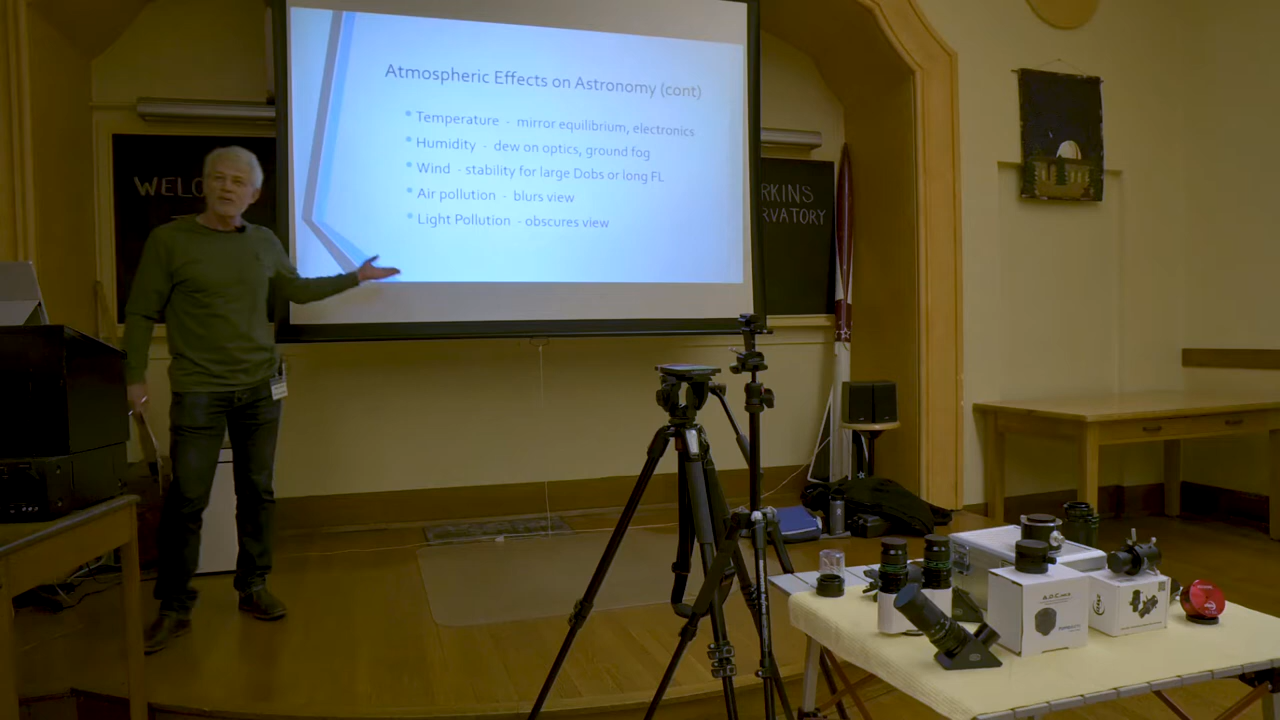 Atmospheric Effects on Astronomy (cont)
Temperature - mirror equilibrium, electronics
Humidity - dew on optics, ground fog
Wind - stability for large Dobs or long FL
Air pollution - blurs view
Light Pollution - obscures view
WELCO
RKINS
RVATORY